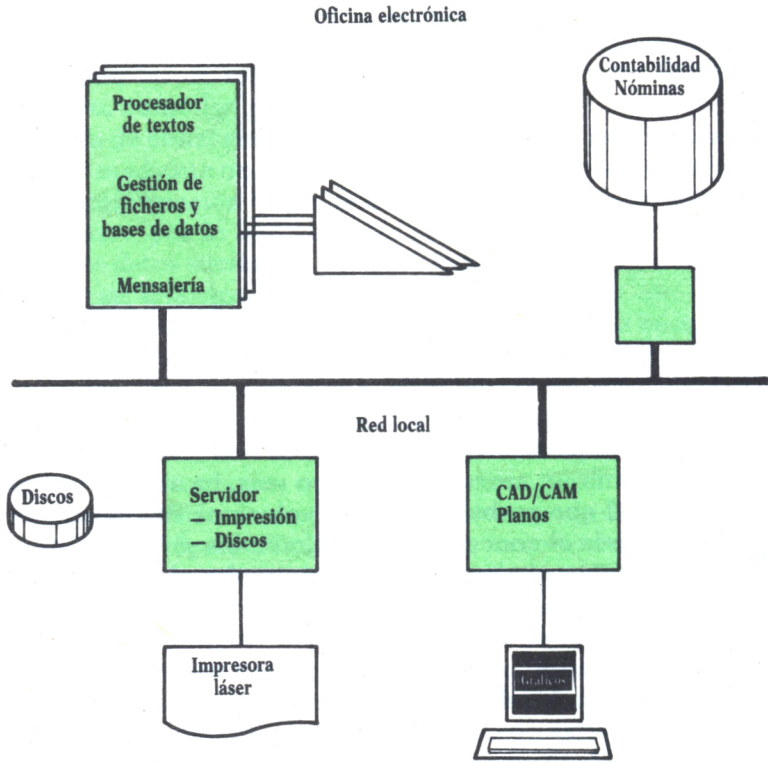 Oficina electrónica
Procesador
de textos
Gestión de
ficheros y
bases de datos
Mensajería
Contabilidad
Nóminas
Red local
Discos
Servidor
— Impresión
— Discos
CAD/CAM
Planos
Impresora
láser
Gráficos